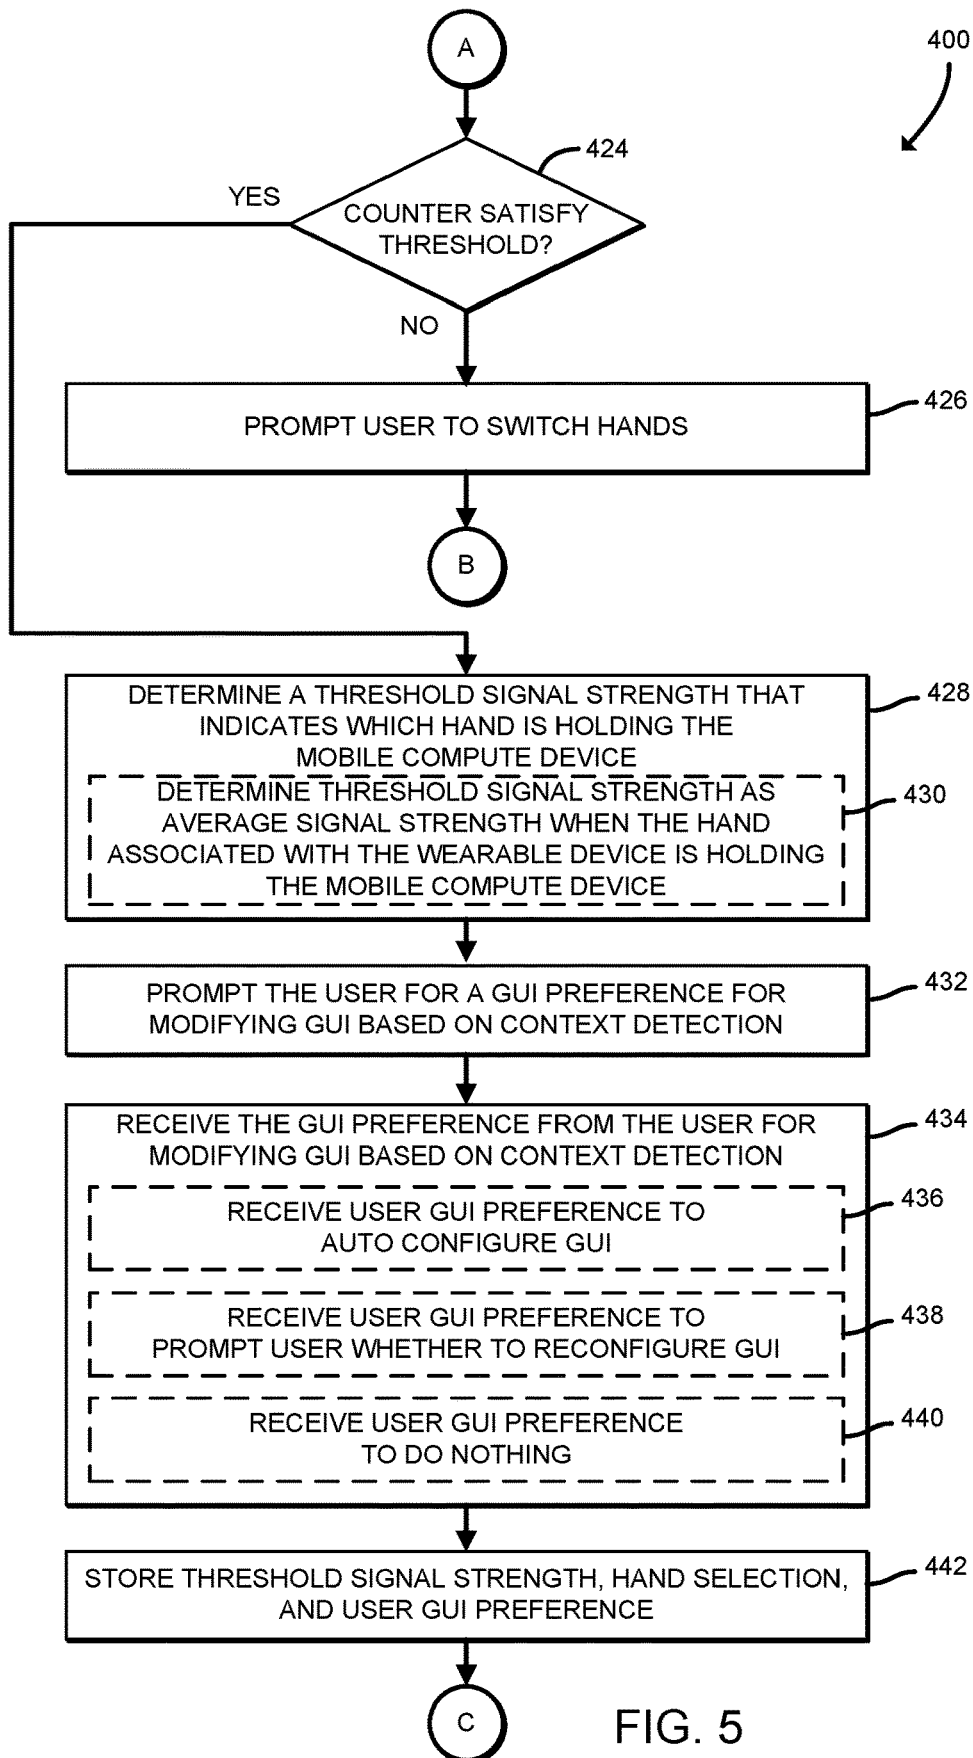 A
400
424
YES
COUNTER SATISFY
THRESHOLD?
NO
426
PROMPT USER TO SWITCH HANDS
B
428
DETERMINE A THRESHOLD SIGNAL STRENGTH THAT
INDICATES WHICH HAND IS HOLDING THE
MOBILE COMPUTE DEVICE
430
DETERMINE THRESHOLD SIGNAL STRENGTH AS
AVERAGE SIGNAL STRENGTH WHEN THE HAND
ASSOCIATED WITH THE WEARABLE DEVICE IS HOLDING
THE MOBILE COMPUTE DEVICE
432
PROMPT THE USER FOR A GUI PREFERENCE FOR
MODIFYING GUI BASED ON CONTEXT DETECTION
434
RECEIVE THE GUI PREFERENCE FROM THE USER FOR
MODIFYING GUI BASED ON CONTEXT DETECTION
436
RECEIVE USER GUI PREFERENCE TO
AUTO CONFIGURE GUI
438
RECEIVE USER GUI PREFERENCE TO
PROMPT USER WHETHER TO RECONFIGURE GUI
440
RECEIVE USER GUI PREFERENCE
TO DO NOTHING
442
STORE THRESHOLD SIGNAL STRENGTH, HAND SELECTION,
AND USER GUI PREFERENCE
C
FIG. 5